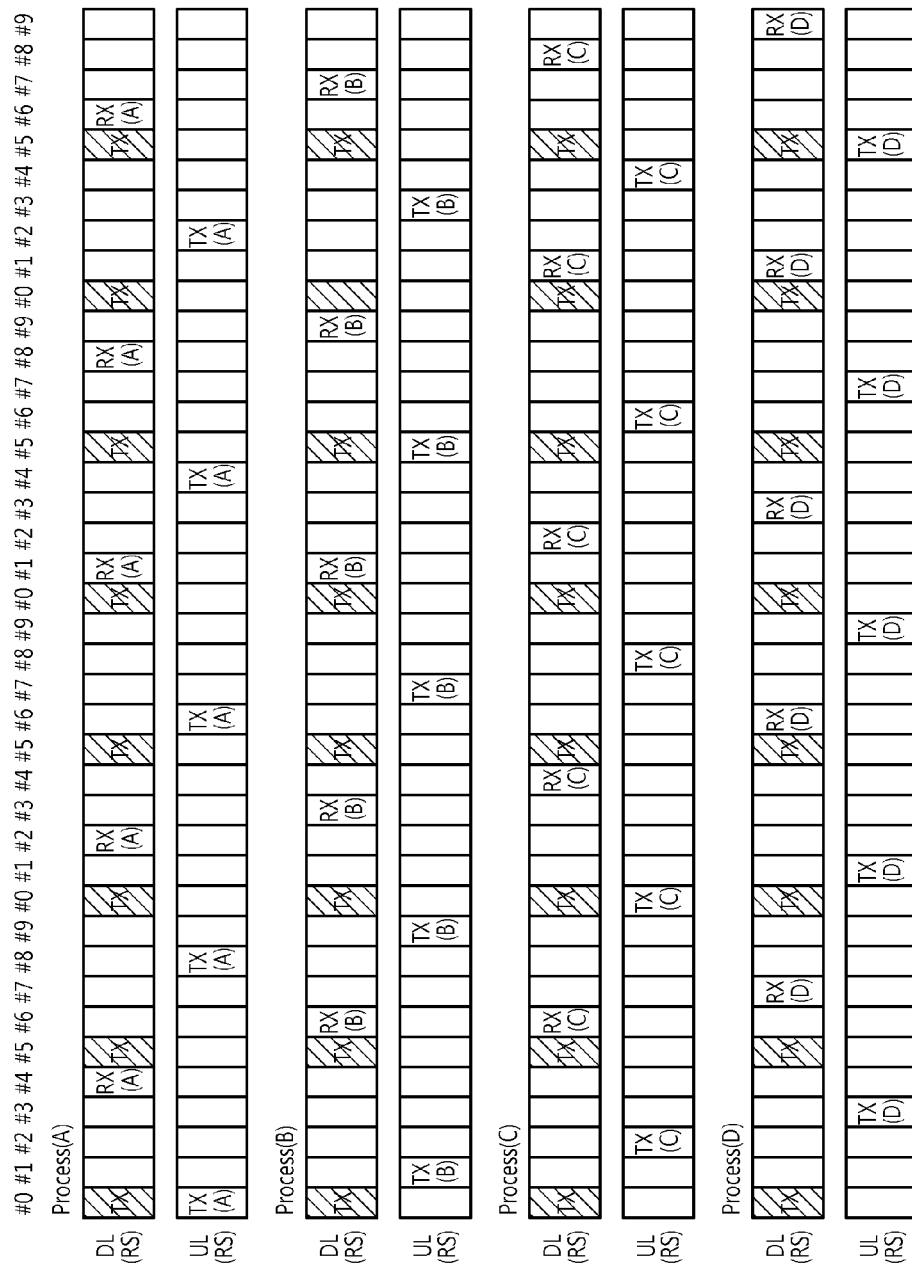 #0 #1 #2 #3 #4 #5 #6 #7 #8 #9 #0 #1 #2 #3 #4 #5 #6 #7 #8 #9 #0 #1 #2 #3 #4 #5 #6 #7 #8 #9 #0 #1 #2 #3 #4 #5 #6 #7 #8 #9
Process(A)
DL TX RX TX TX RX TX TX RX TX RX TX TX RX
(RS) (A) (A) (A) (A) (A)
UL TX TX TX TX TX
(RS) (A) (A) (A) (A) (A)
Process(B)
DL TX TX RX TX RX TX TX RX TX RX TX RX
(RS) (B) (B) (B) (B) (B)
UL TX TX TX TX TX
(RS) (B) (B) (B) (B) (B)
Process(C)
DL TX TX RX TX RX TX TX RX TX TX RX TX RX
(RS) (C) (C) (C) (C) (C)
UL TX TX TX TX TX
(RS) (C) (C) (C) (C) (C)
Process(D)
DL TX TX RX TX TX RX TX RX TX TX RX TX RX
(RS) (D) (D) (D) (D) (D)
UL TX TX TX TX TX
(RS) (D) (D) (D) (D) (D)